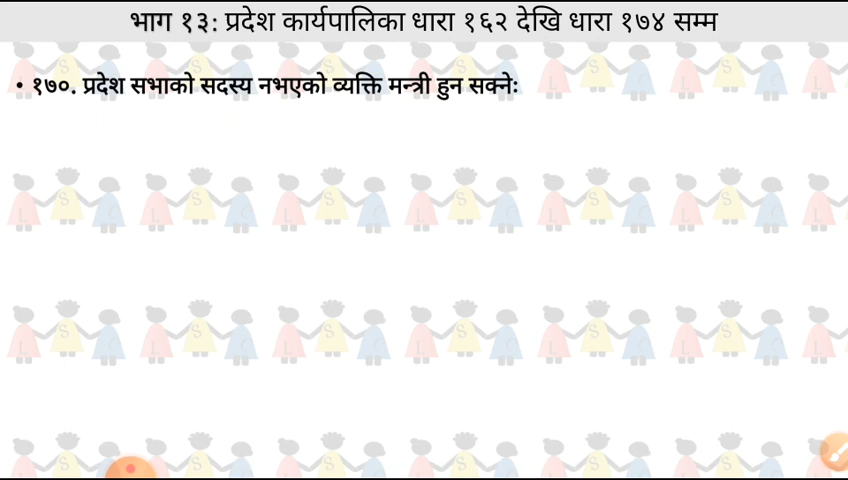 भाग १३: प्रदेश कार्यपालिका धारा १६२ देखि धारा १७४ सम्म
• १७०. प्रदेश सभाको सदस्य नभएको व्यक्ति मन्त्री हुन सक्नेः